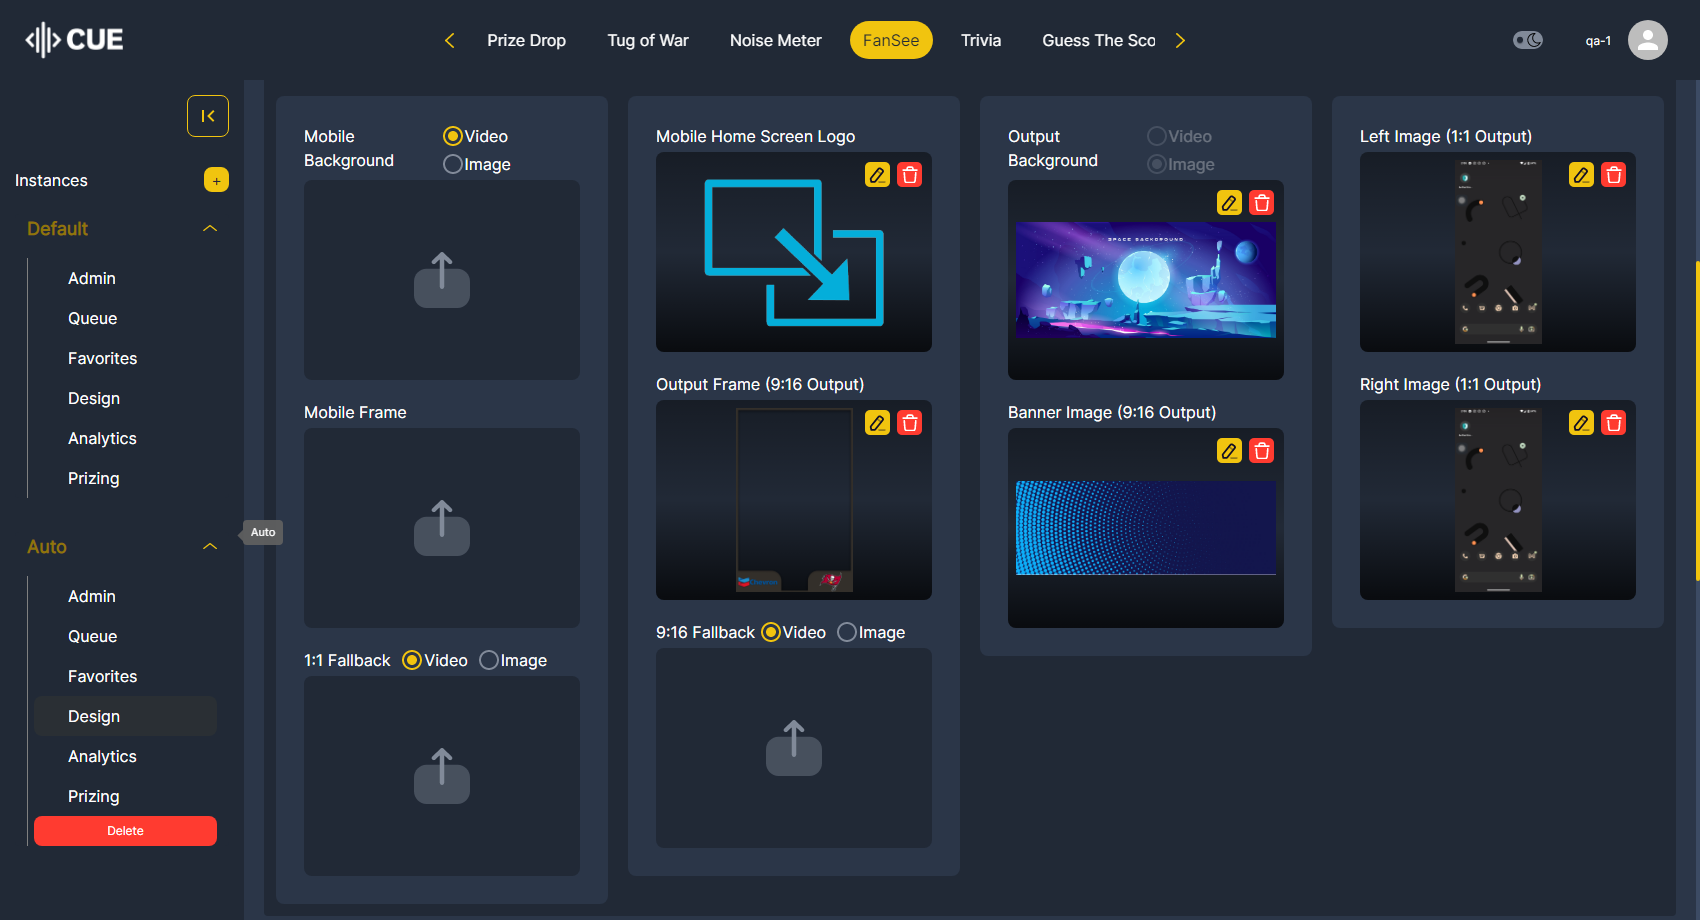 CUE
Prize Drop
Tug of War
Noise Meter
FanSee
Trivia
Guess The Sco
qa-1
Instances
+
Default
Admin
Queue
Favorites
Design
Analytics
Prizing
Auto
Auto
Admin
Queue
Favorites
Design
Analytics
Prizing
Delete
Mobile
Background
Video
Image
Mobile Frame
1:1 Fallback
Video
Image
Mobile Home Screen Logo
Output Frame (9:16 Output)
9:16 Fallback
Video
Image
Output
Background
Video
Image
SPACE BACKGROUND
Banner Image (9:16 Output)
Left Image (1:1 Output)
Right Image (1:1 Output)